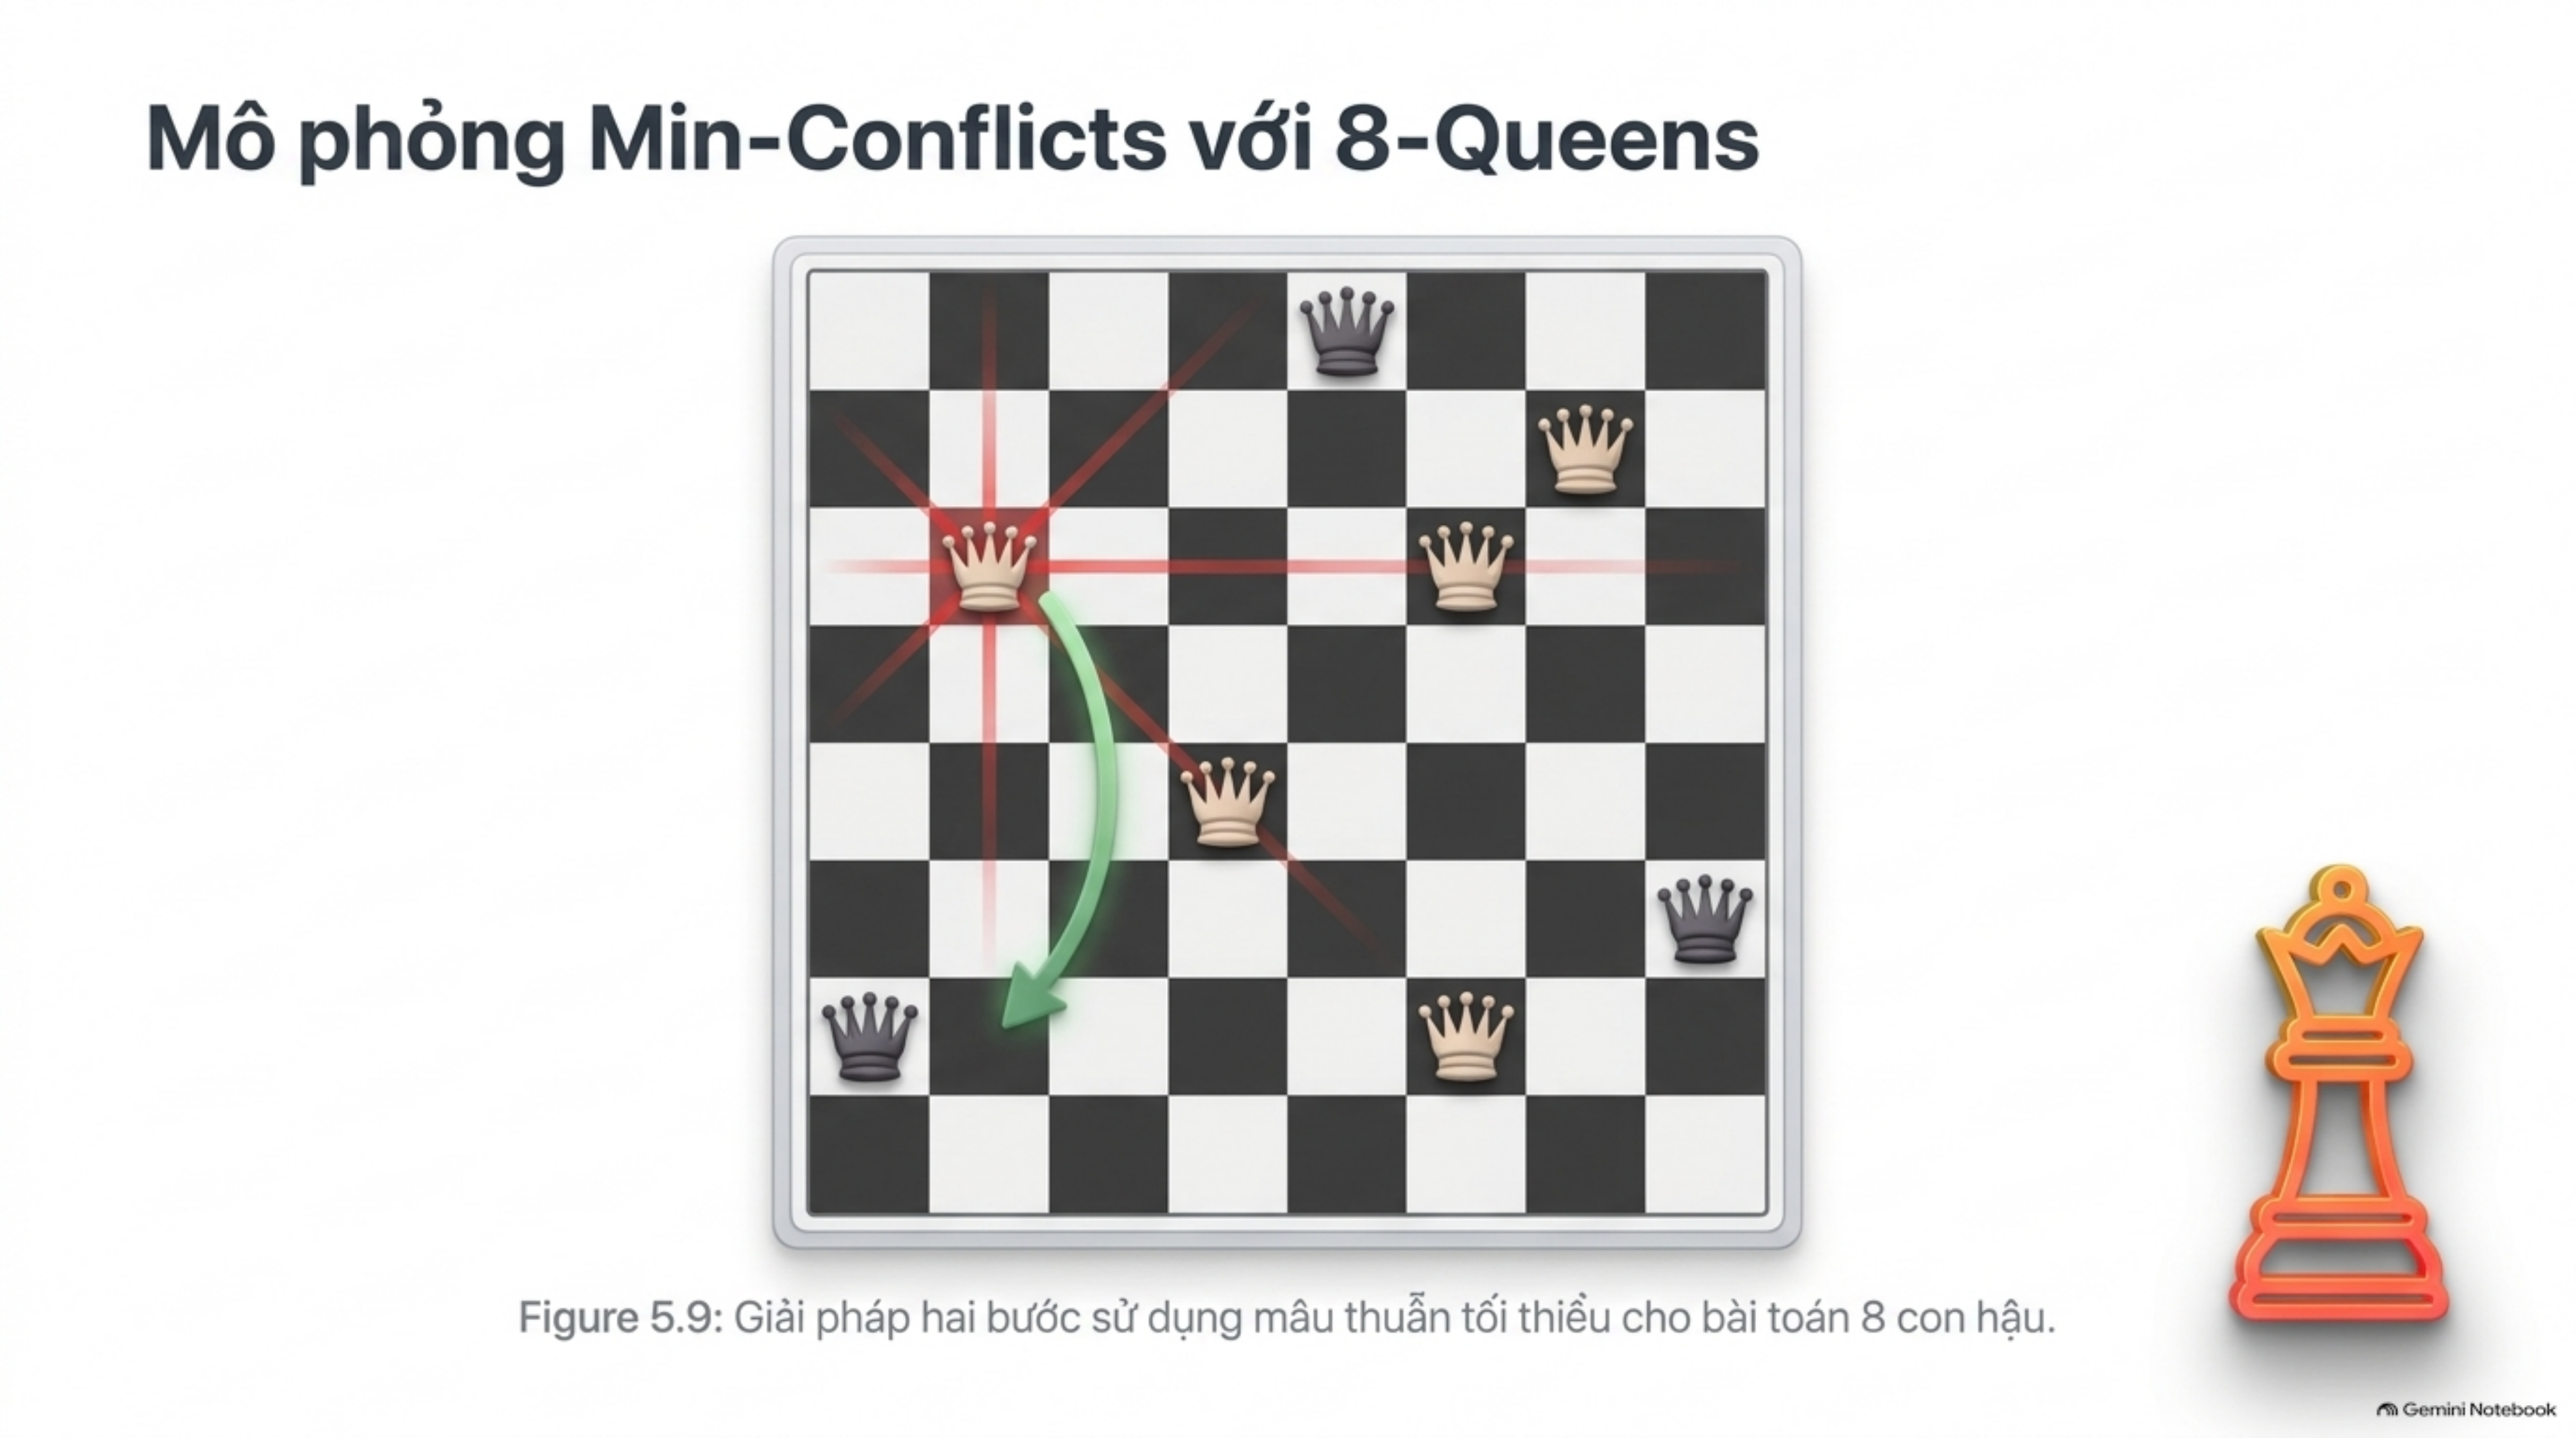 Mô phỏng Min-Conflicts với 8-Queens
Figure 5.9: Giải pháp hai bước sử dụng mâu thuẫn tối thiểu cho bài toán 8 con hậu.
Gemini Notebook